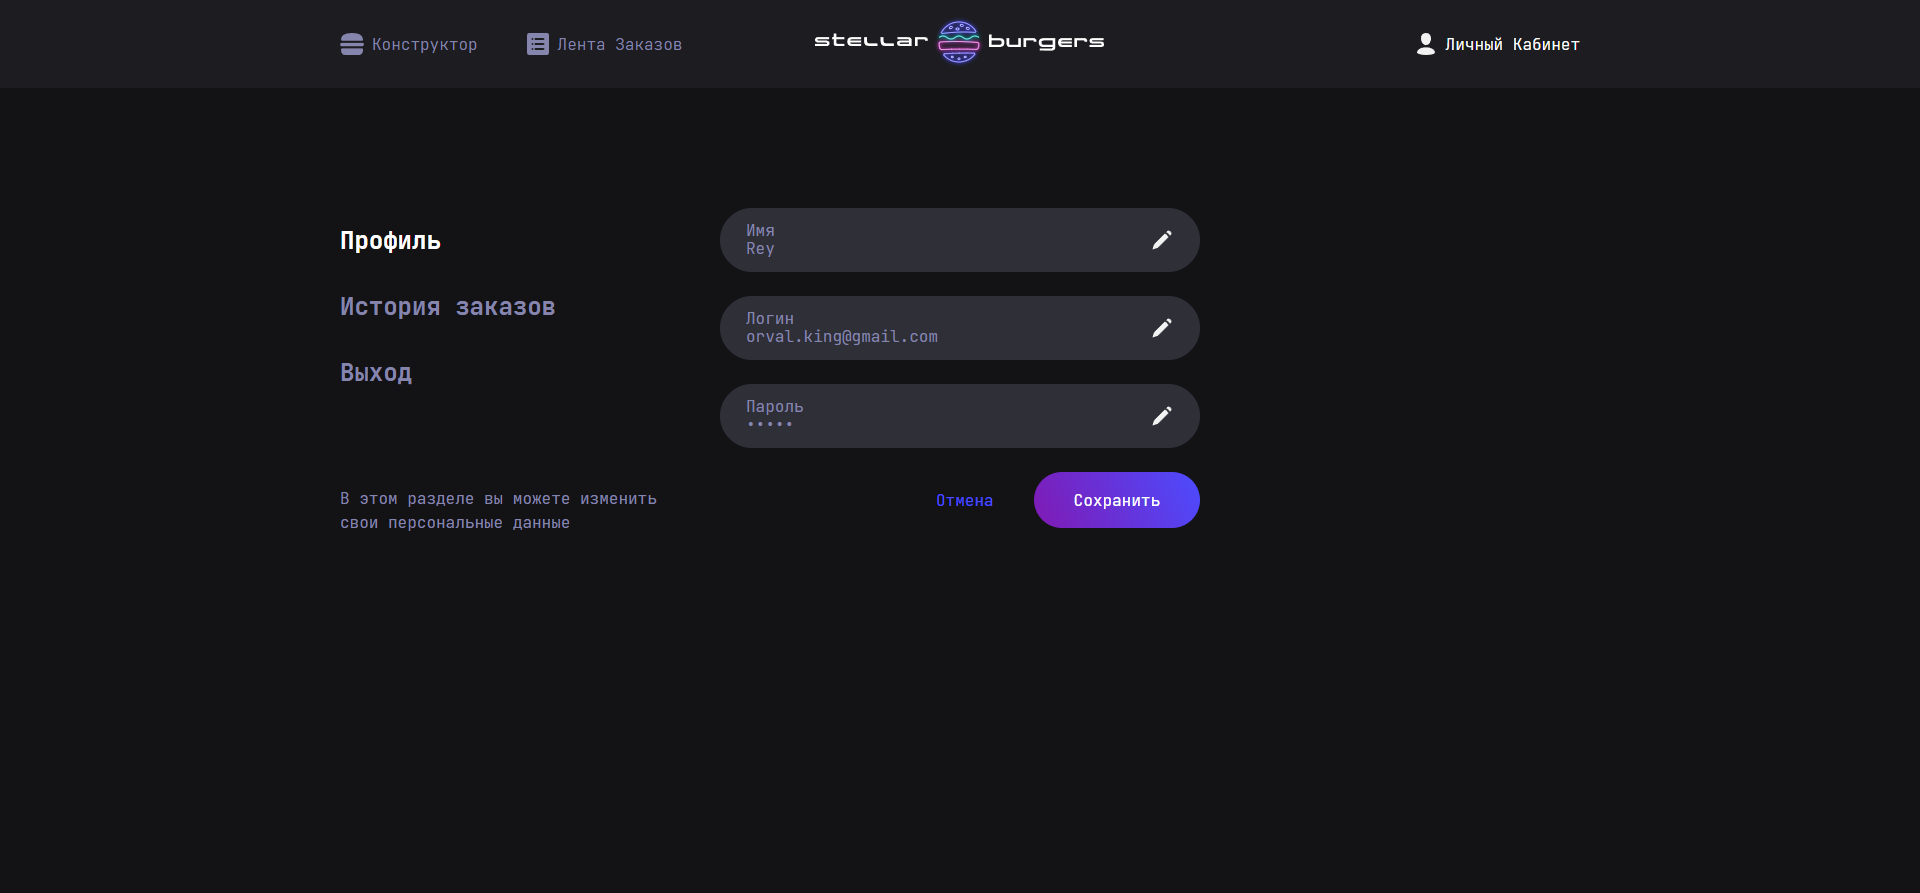 Конструктор
Лента Заказов
stellar burgers
Личный Кабинет
Профиль
История заказов
Выход
В этом разделе вы можете изменить
свои персональные данные
Имя
Rey
Логин
orval.king@gmail.com
Пароль
•••••
Отмена
Сохранить